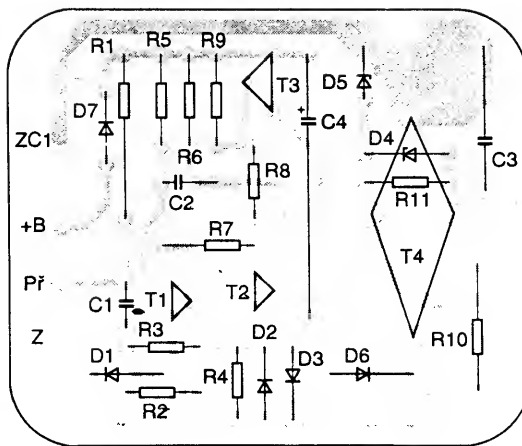 R1 R5 R9
T3
D5
D7
ZC1
C4
D4
C3
R6
R8
C2
R11
+B
R7
T4
Př
C1
T1
T2
Z
R3
R10
D1
D2
D3
D6
R4
R2